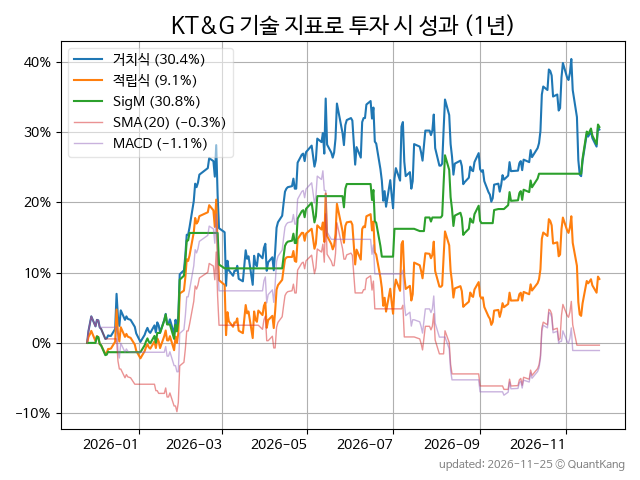 KT&G 기술 지표로 투자 시 성과 (1년)
40%
30%
20%
10%
0%
−10%
거치식 (30.4%)
적립식 (9.1%)
SigM (30.8%)
SMA(20) (−0.3%)
MACD (−1.1%)
2026-01
2026-03
2026-05
2026-07
2026-09
2026-11
updated: 2026-11-25 © QuantKang